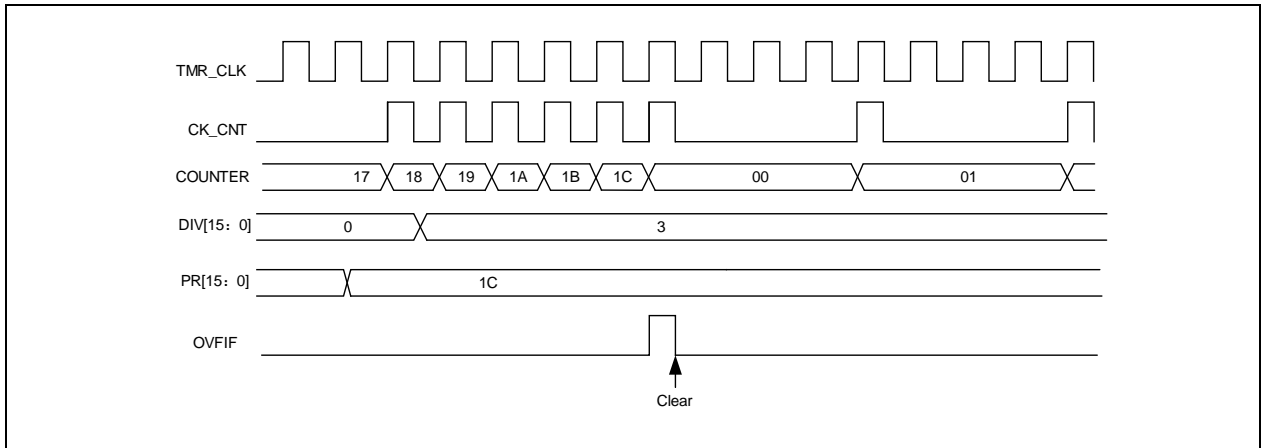 TMR_CLK
CK_CNT
COUNTER 17 18 19 1A 1B 1C 00 01
DIV[15：0] 0 3
PR[15：0] 1C
OVFIF
Clear